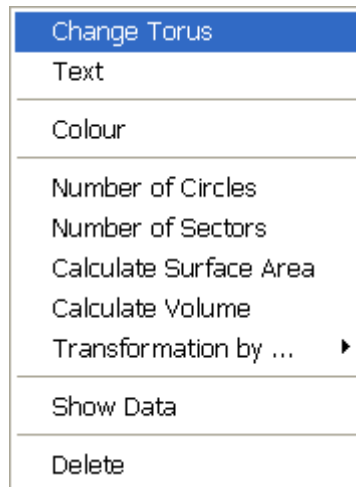 Change Torus
Text
Colour
Number of Circles
Number of Sectors
Calculate Surface Area
Calculate Volume
Transformation by ...
Show Data
Delete